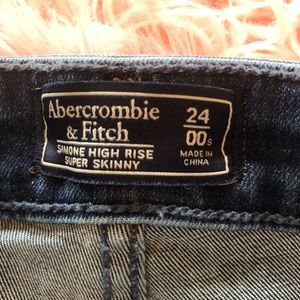 Abercrombie
& Fitch
SIMONE HIGH RISE
SUPER SKINNY
24
00s
MADE IN
CHINA